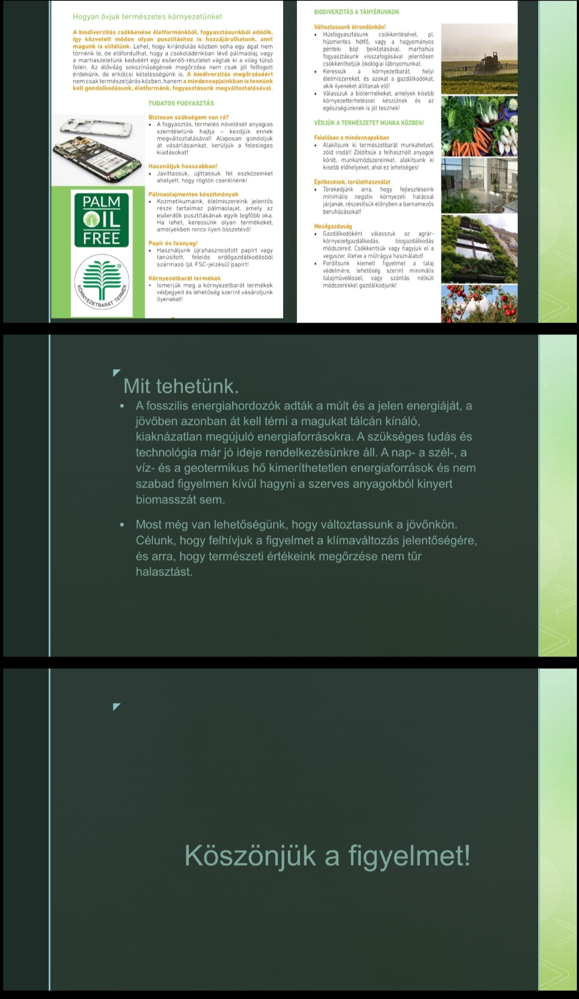 Hogyan óvjuk természetes környezetünket
A biodiverzitás csökkenése életformánkból, fogyasztásunkból adódik,
így közvetett módon olyan pusztításhoz is hozzájárulhatunk, amit
magunk is elítélünk. Lehet, hogy kirándulás közben soha egy ágat nem
törnénk le, de előfordulhat, hogy a csokoládénkban lévő pálmaolaj, vagy
a marhaszeletünk kedvéért egy esőerdő-részletet vágtak ki a világ túlsó
felén. Az élővilág sokszínűségének megőrzése nem csak jól felfogott
érdekünk, de erkölcsi kötelességünk is. A biodiverzitás megőrzéséért
nem csak természetjárás közben, hanem a mindennapjainkban is tennünk
kell gondolkodásunk, életformánk, fogyasztásunk megváltoztatásával.
TUDATOS FOGYASZTÁS
Biztosan szükségem van rá?
• A fogyasztás, termelés növelését anyagias
szemléletünk hajtja – kezdjük ennek
megváltoztatásával! Alaposan gondoljuk
át vásárlásainkat, kerüljük a felesleges
kiadásokat!
Használjuk hosszabban!
• Javíttassuk, újíttassuk fel eszközeinket
ahelyett, hogy rögtön cserélnénk!
Pálmaolajmentes készítmények
• Kozmetikumaink, élelmiszereink jelentős
része tartalmaz pálmaolajat, amely az
esőerdők pusztításának egyik legfőbb oka.
Ha lehet, keressünk olyan termékeket,
amelyekben nincs ilyen összetevő!
Papír és faanyag!
• Használjunk újrahasznosított papírt vagy
tanúsított, felelős erdőgazdálkodásból
származó (pl. FSC-jelzésű) papírt!
Környezetbarát termékek
• Ismerjük meg a környezetbarát termékek
védjegyeit és lehetőség szerint vásároljunk
ilyeneket!
PALM
OIL
FREE
®
KÖRNYEZETBARÁT TERMÉK
BIODIVERZITÁS A TÁNYÉRUNKON
Változtassunk étrendünkön!
• Húsfogyasztásunk csökkentésével, pl.
húsmentes hétfő, vagy a hagyományos
pénteki böjt beiktatásával, marhahús
fogyasztásunk visszafogásával jelentősen
csökkenthetjük ökológiai lábnyomunkat.
• Keressük a környezetbarát, helyi
élelmiszereket, és azokat a gazdálkodókat,
akik ilyeneket állítanak elő!
• Válasszuk a biotermékeket, amelyek kisebb
környezetterheléssel készülnek és az
egészségünknek is jót tesznek!
VÉDJÜK A TERMÉSZETET MUNKA KÖZBEN!
Felelősen a mindennapokban
• Alakítsunk ki természetbarát munkahelyet,
zöld irodát! Zöldítsük a felhasznált anyagok
körét, munkamódszereinket, alakítsunk ki
kisebb élőhelyeket, ahol ez lehetséges!
Építkezések, területhasználat
• Törekedjünk arra, hogy fejlesztéseink
minimális negatív környezeti hatással
járjanak, részesítsük előnyben a barnamezős
beruházásokat!
Mezőgazdaság
• Gazdálkodóként válasszuk az agrár-
környezetgazdálkodás, biogazdálkodás
módszereit. Csökkentsük vagy hagyjuk el a
vegyszer, illetve a műtrágya használatot!
• Fordítsunk kiemelt figyelmet a talaj
védelmére, lehetőség szerint minimális
talajműveléssel, vagy szántás nélküli
módszerekkel gazdálkodjunk!
Mit tehetünk.
▪ A fosszilis energiahordozók adták a múlt és a jelen energiáját, a
jövőben azonban át kell térni a magukat tálcán kínáló,
kiaknázatlan megújuló energiaforrásokra. A szükséges tudás és
technológia már jó ideje rendelkezésünkre áll. A nap- a szél-, a
víz- és a geotermikus hő kimeríthetetlen energiaforrások és nem
szabad figyelmen kívül hagyni a szerves anyagokból kinyert
biomasszát sem.
▪ Most még van lehetőségünk, hogy változtassunk a jövőnkön.
Célunk, hogy felhívjuk a figyelmet a klímaváltozás jelentőségére,
és arra, hogy természeti értékeink megőrzése nem tűr
halasztást.
Köszönjük a figyelmet!